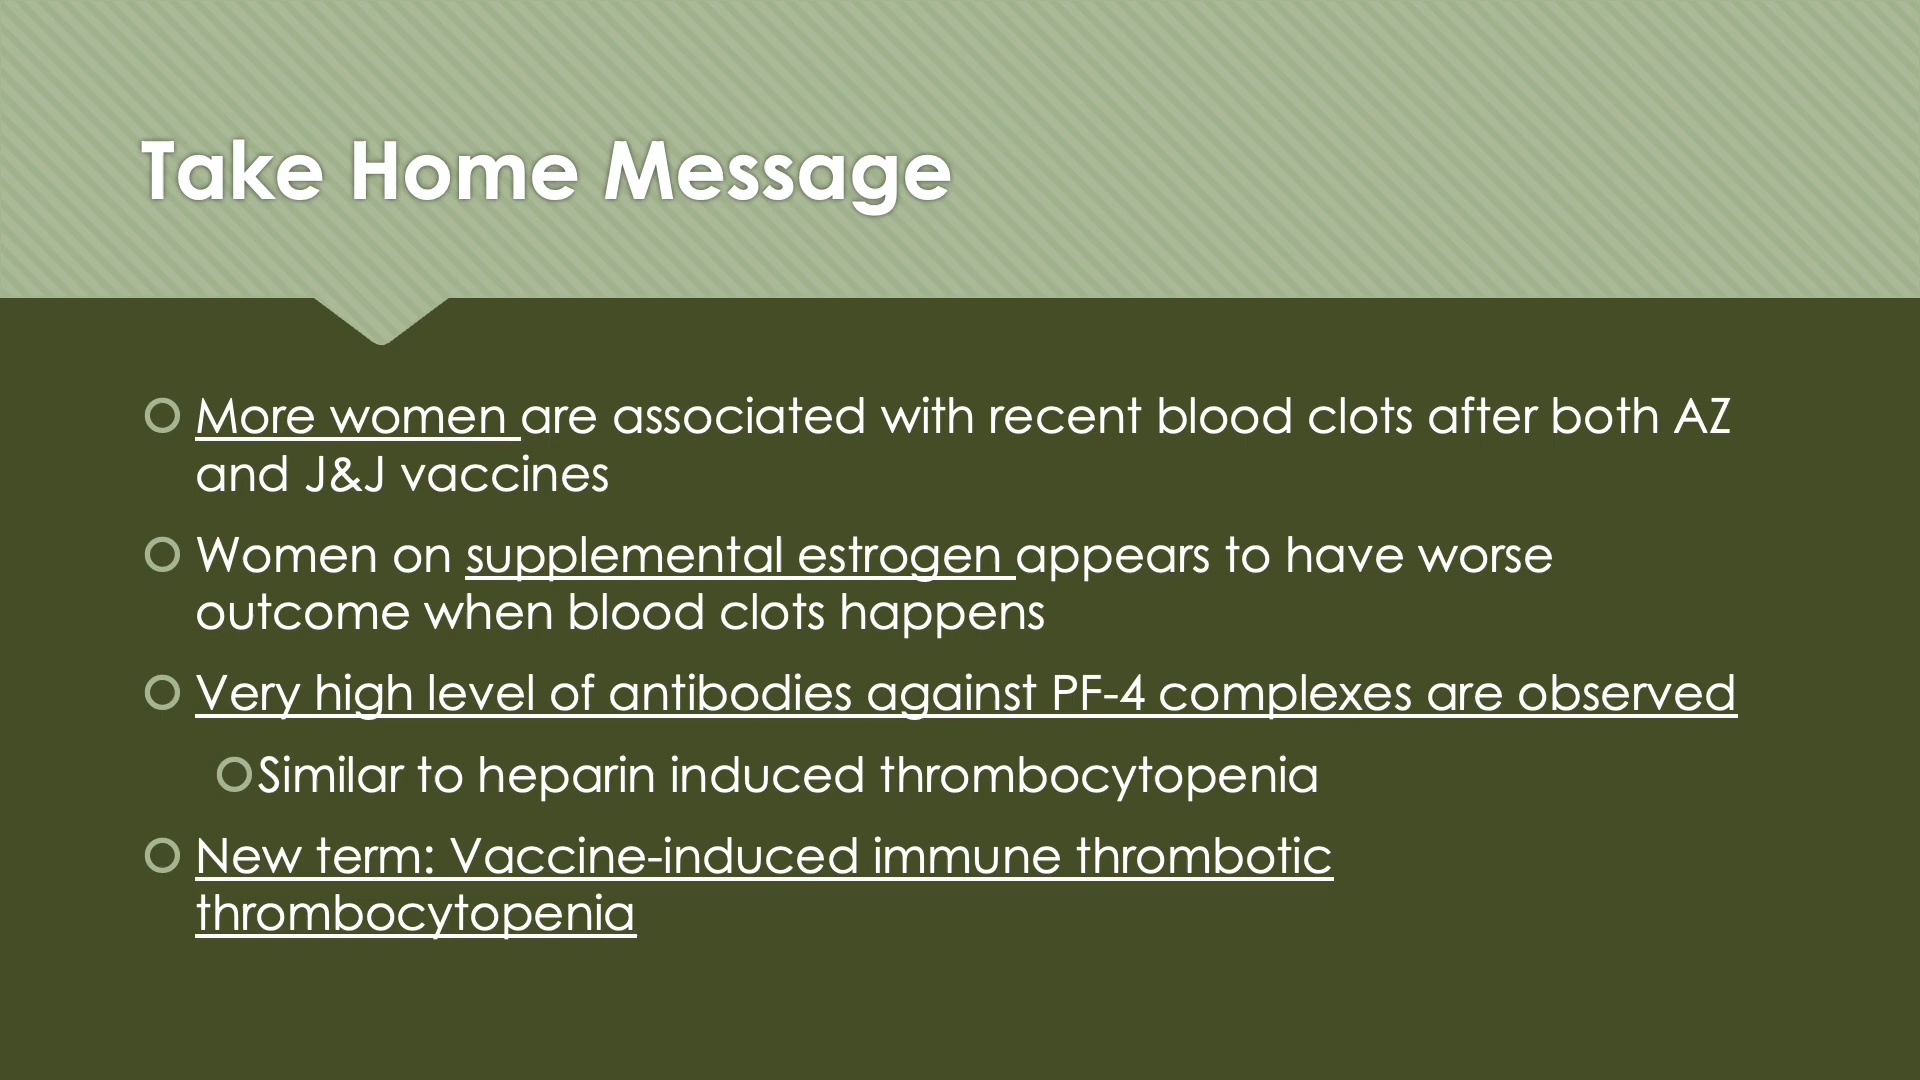 Take Home Message
More women are associated with recent blood clots after both AZ
and J&J vaccines
Women on supplemental estrogen appears to have worse
outcome when blood clots happens
Very high level of antibodies against PF-4 complexes are observed
Similar to heparin induced thrombocytopenia
New term: Vaccine-induced immune thrombotic
thrombocytopenia